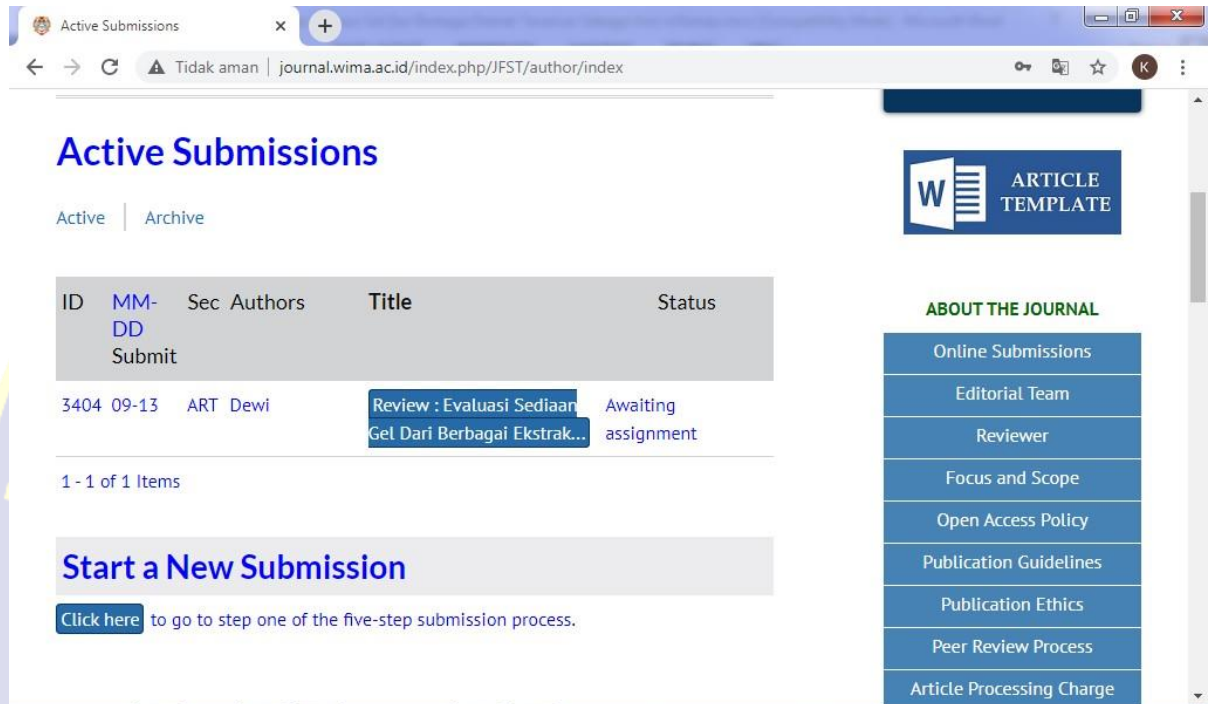 Active Submissions
Tidak aman | journal.wima.ac.id/index.php/JFST/author/index
K
Active Submissions
Active | Archive
ID MM- Sec Authors Title Status
DD
Submit
3404 09-13 ART Dewi Review : Evaluasi Sediaan Awaiting
Gel Dari Berbagai Ekstrak... assignment
1 - 1 of 1 Items
Start a New Submission
Click here to go to step one of the five-step submission process.
W ARTICLE
TEMPLATE
ABOUT THE JOURNAL
Online Submissions
Editorial Team
Reviewer
Focus and Scope
Open Access Policy
Publication Guidelines
Publication Ethics
Peer Review Process
Article Processing Charge